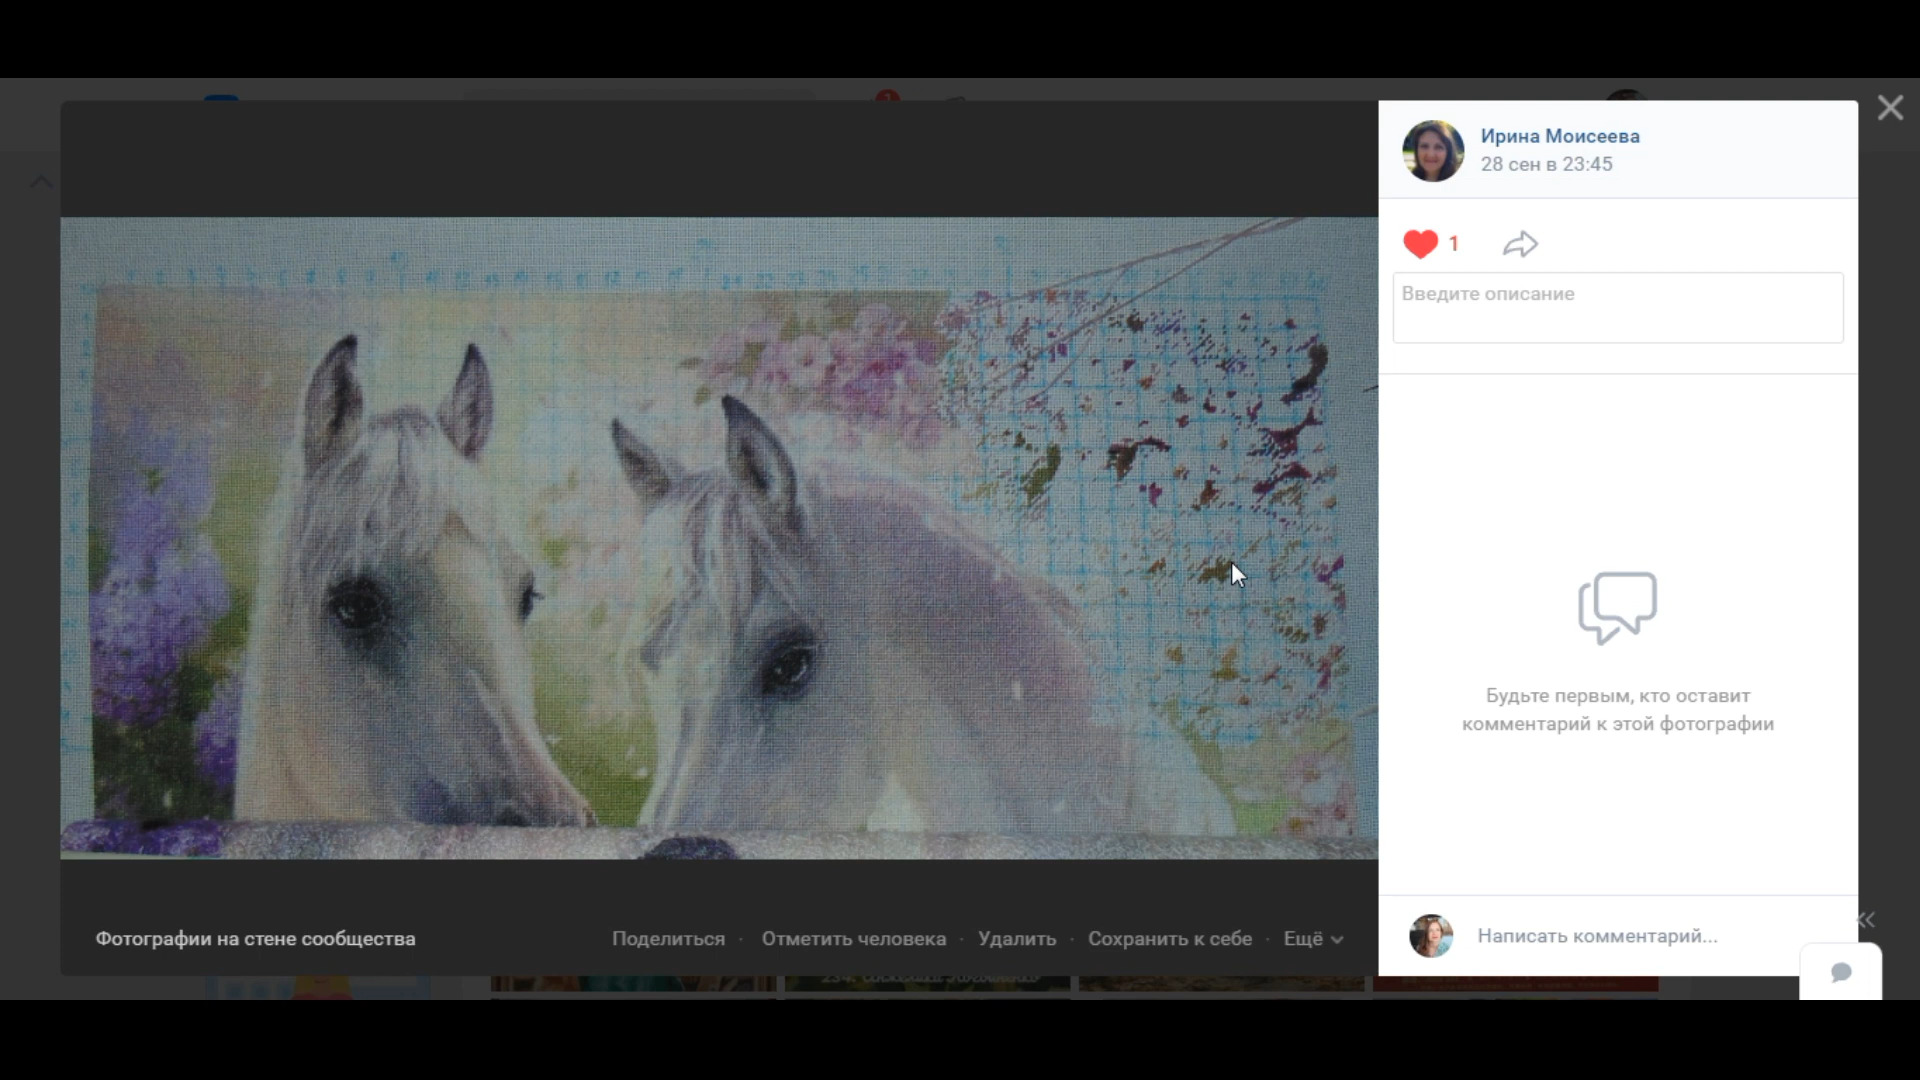 Ирина Моисеева
28 сен в 23:45
1
Введите описание
Будьте первым, кто оставит
комментарий к этой фотографии
Фотографии на стене сообщества
Поделиться · Отметить человека · Удалить · Сохранить к себе · Ещё
Написать комментарий...